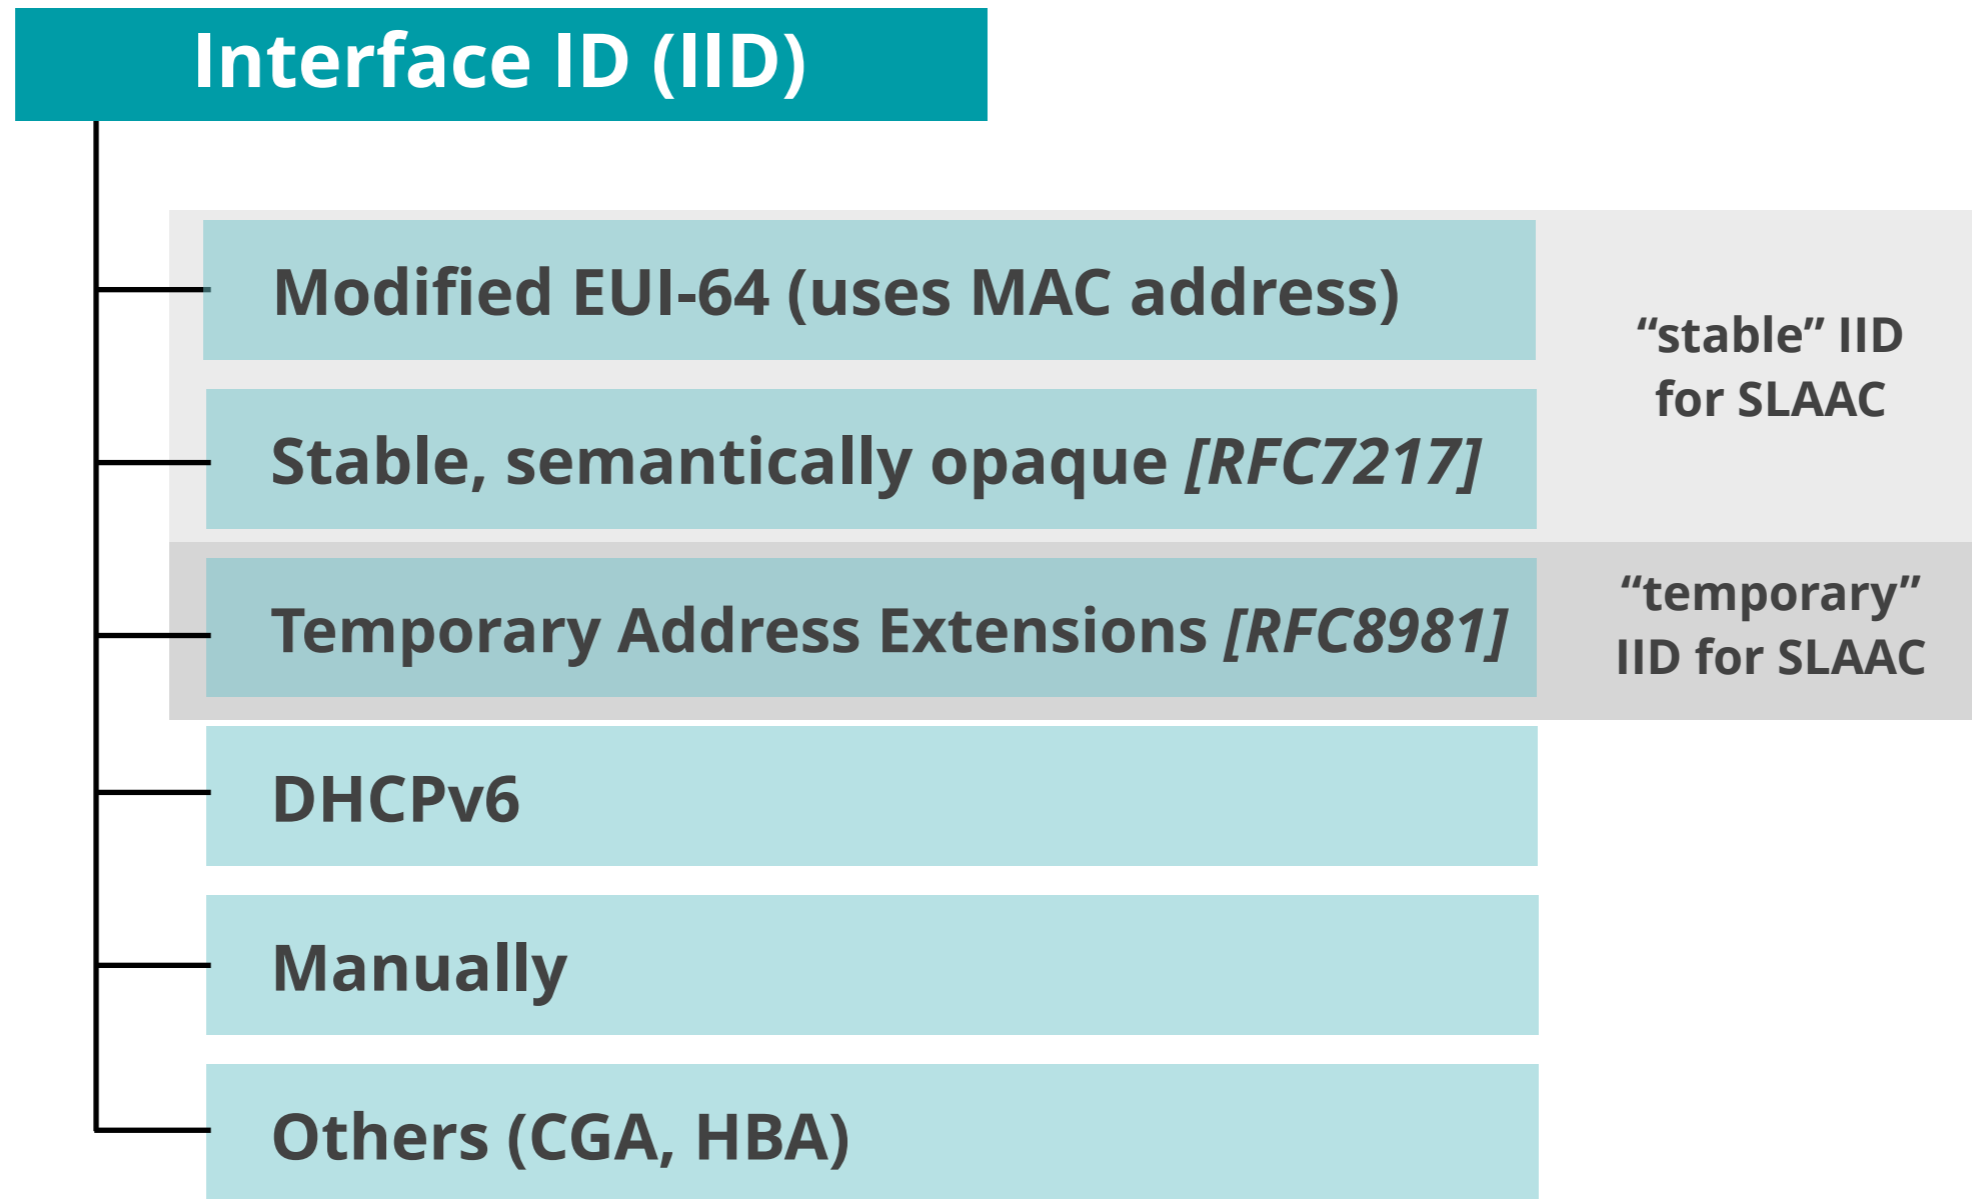 Interface ID (IID)
Modified EUI-64 (uses MAC address)
Stable, semantically opaque [RFC7217]
“stable” IID
for SLAAC
Temporary Address Extensions [RFC8981]
“temporary”
IID for SLAAC
DHCPv6
Manually
Others (CGA, HBA)